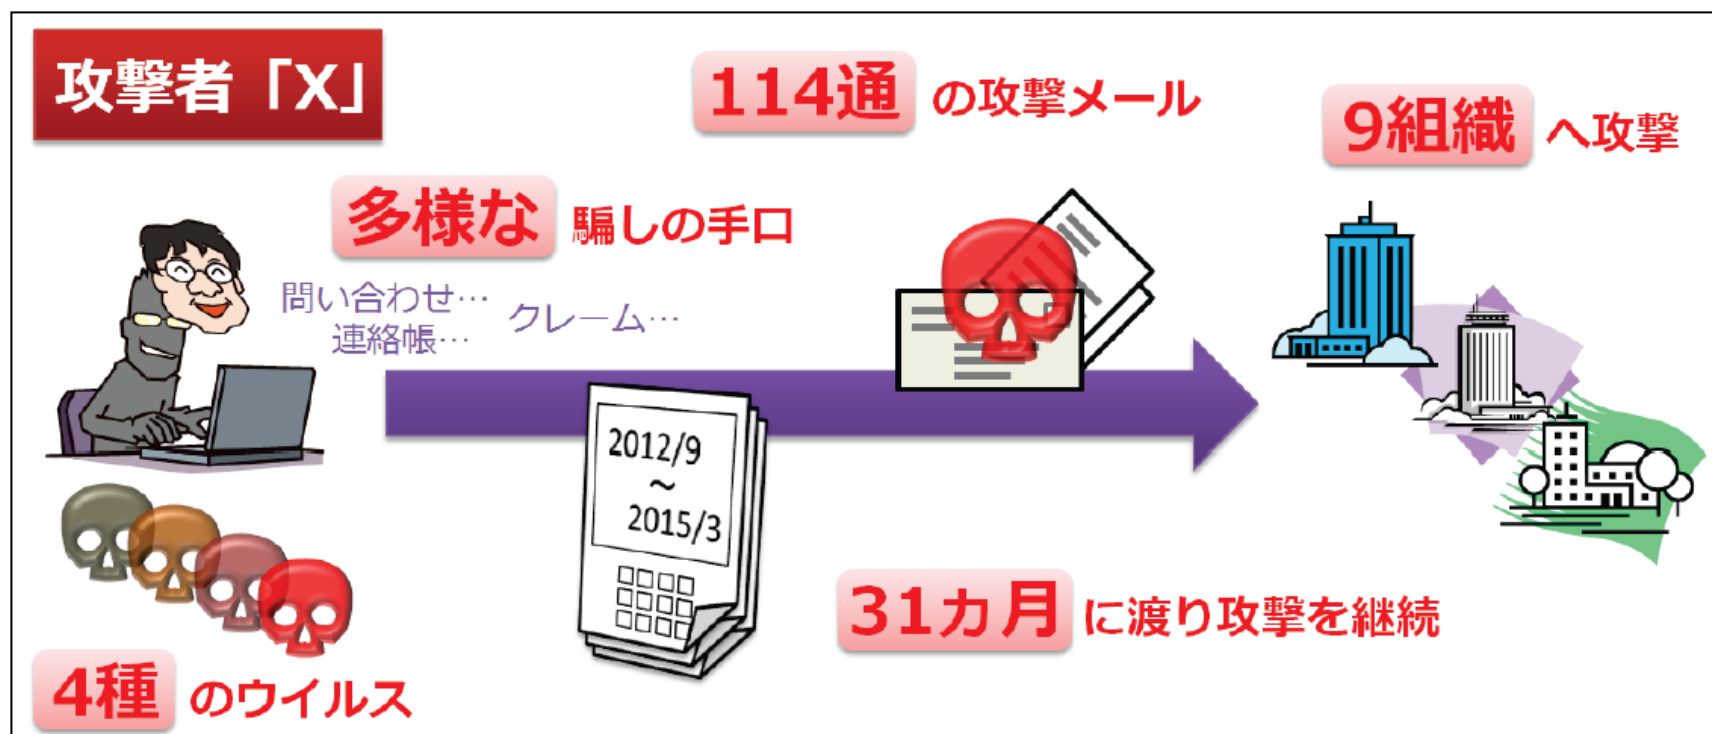 攻撃者「X」
114通 の攻撃メール
9組織 へ攻撃
多様な 騙しの手口
問い合わせ…
連絡帳…
クレーム…
2012/9
～
2015/3
31カ月 に渡り攻撃を継続
4種 のウイルス